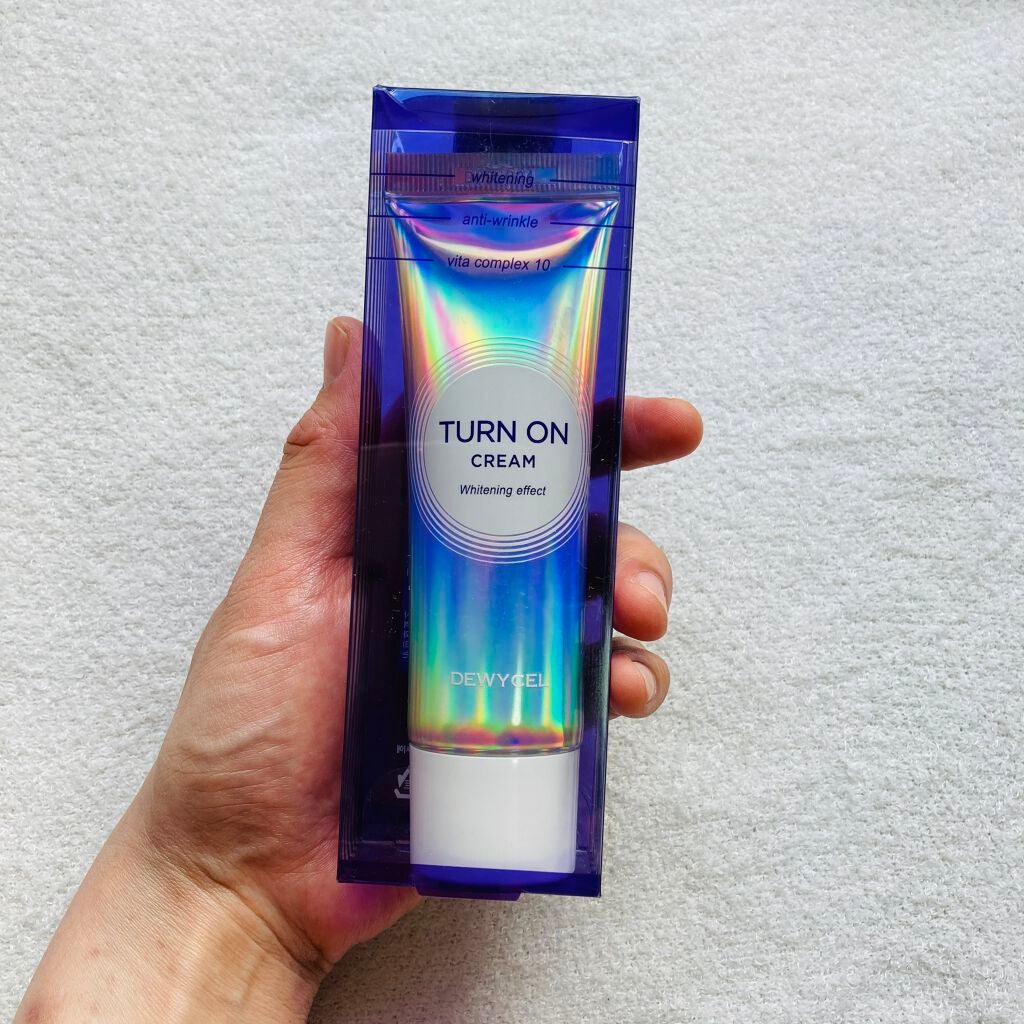 whitening
anti-wrinkle
vita complex 10
TURN ON
CREAM
Whitening effect
DEWYCEL